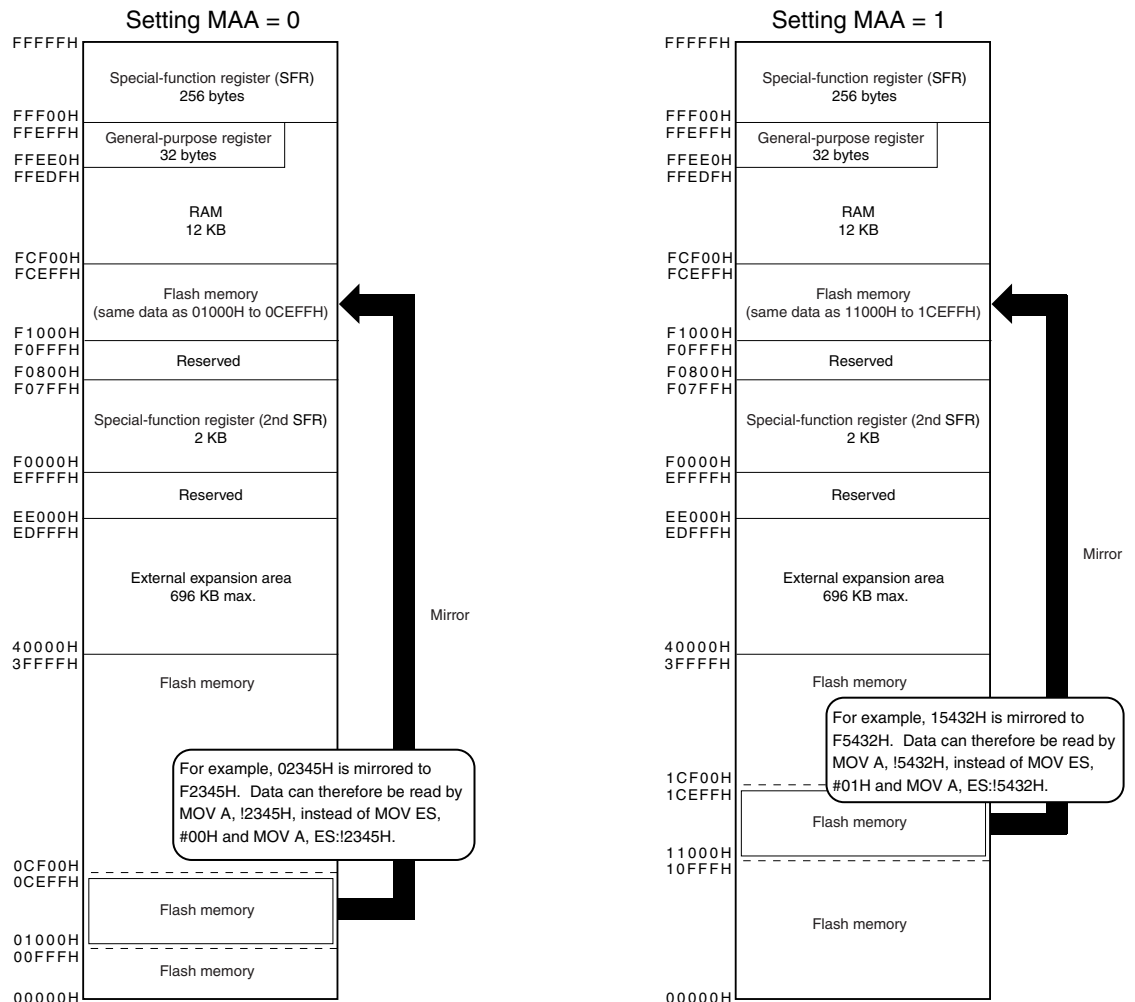 Setting MAA = 0
FFFFFH
Special-function register (SFR)
256 bytes
FFF00H
FFEFFH
General-purpose register
32 bytes
FFEE0H
FFEDFH
RAM
12 KB
FCF00H
FCEFFH
Flash memory
(same data as 01000H to 0CEFFH)
F1000H
F0FFFH
Reserved
F0800H
F07FFH
Special-function register (2nd SFR)
2 KB
F0000H
EFFFFH
Reserved
EE000H
EDFFFH
External expansion area
696 KB max.
Mirror
40000H
3FFFFH
Flash memory
For example, 02345H is mirrored to
F2345H.  Data can therefore be read by
MOV A, !2345H, instead of MOV ES,
#00H and MOV A, ES:!2345H.
0CF00H
0CEFFH
Flash memory
01000H
00FFFH
Flash memory
00000H
Setting MAA = 1
FFFFFH
Special-function register (SFR)
256 bytes
FFF00H
FFEFFH
General-purpose register
32 bytes
FFEE0H
FFEDFH
RAM
12 KB
FCF00H
FCEFFH
Flash memory
(same data as 11000H to 1CEFFH)
F1000H
F0FFFH
Reserved
F0800H
F07FFH
Special-function register (2nd SFR)
2 KB
F0000H
EFFFFH
Reserved
EE000H
EDFFFH
Mirror
External expansion area
696 KB max.
40000H
3FFFFH
Flash memory
For example, 15432H is mirrored to
F5432H.  Data can therefore be read by
MOV A, !5432H, instead of MOV ES,
#01H and MOV A, ES:!5432H.
1CF00H
1CEFFH
Flash memory
11000H
10FFFH
Flash memory
00000H